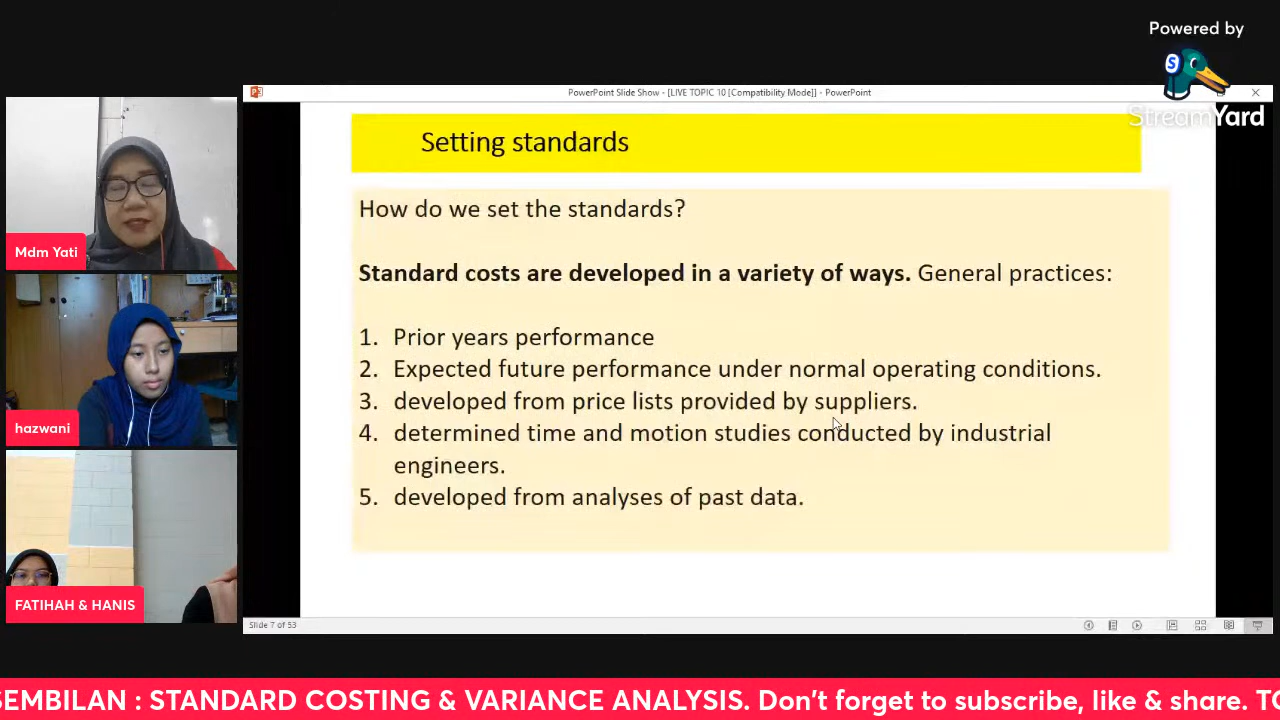 Powered by
S
StreamYard
PowerPoint Slide Show - [LIVE TOPIC 10 [Compatibility Mode]] - PowerPoint
Setting standards
How do we set the standards?
Standard costs are developed in a variety of ways. General practices:
1. Prior years performance
2. Expected future performance under normal operating conditions.
3. developed from price lists provided by suppliers.
4. determined time and motion studies conducted by industrial
engineers.
5. developed from analyses of past data.
Slide 7 of 53
Mdm Yati
hazwani
FATIHAH & HANIS
SEMBILAN : STANDARD COSTING & VARIANCE ANALYSIS. Don't forget to subscribe, like & share. TO